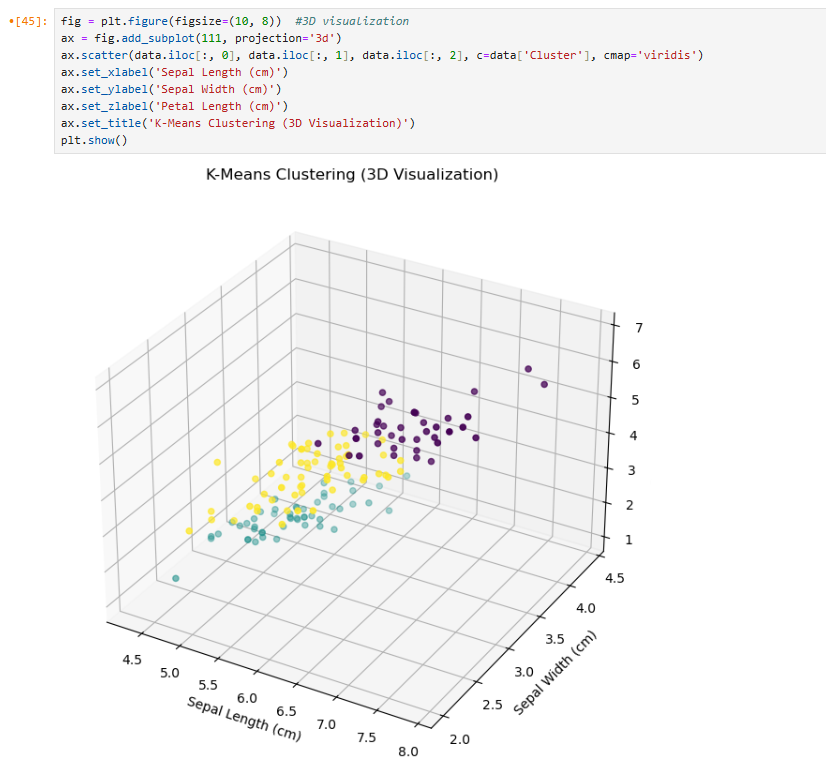 •[45]: fig = plt.figure(figsize=(10, 8))  #3D visualization
ax = fig.add_subplot(111, projection='3d')
ax.scatter(data.iloc[:, 0], data.iloc[:, 1], data.iloc[:, 2], c=data['Cluster'], cmap='viridis')
ax.set_xlabel('Sepal Length (cm)')
ax.set_ylabel('Sepal Width (cm)')
ax.set_zlabel('Petal Length (cm)')
ax.set_title('K-Means Clustering (3D Visualization)')
plt.show()
K-Means Clustering (3D Visualization)
7
6
5
4
3
2
1
4.5
4.0
3.5
3.0
2.5
2.0
Sepal Width (cm)
4.5
5.0
5.5
6.0
6.5
7.0
7.5
8.0
Sepal Length (cm)